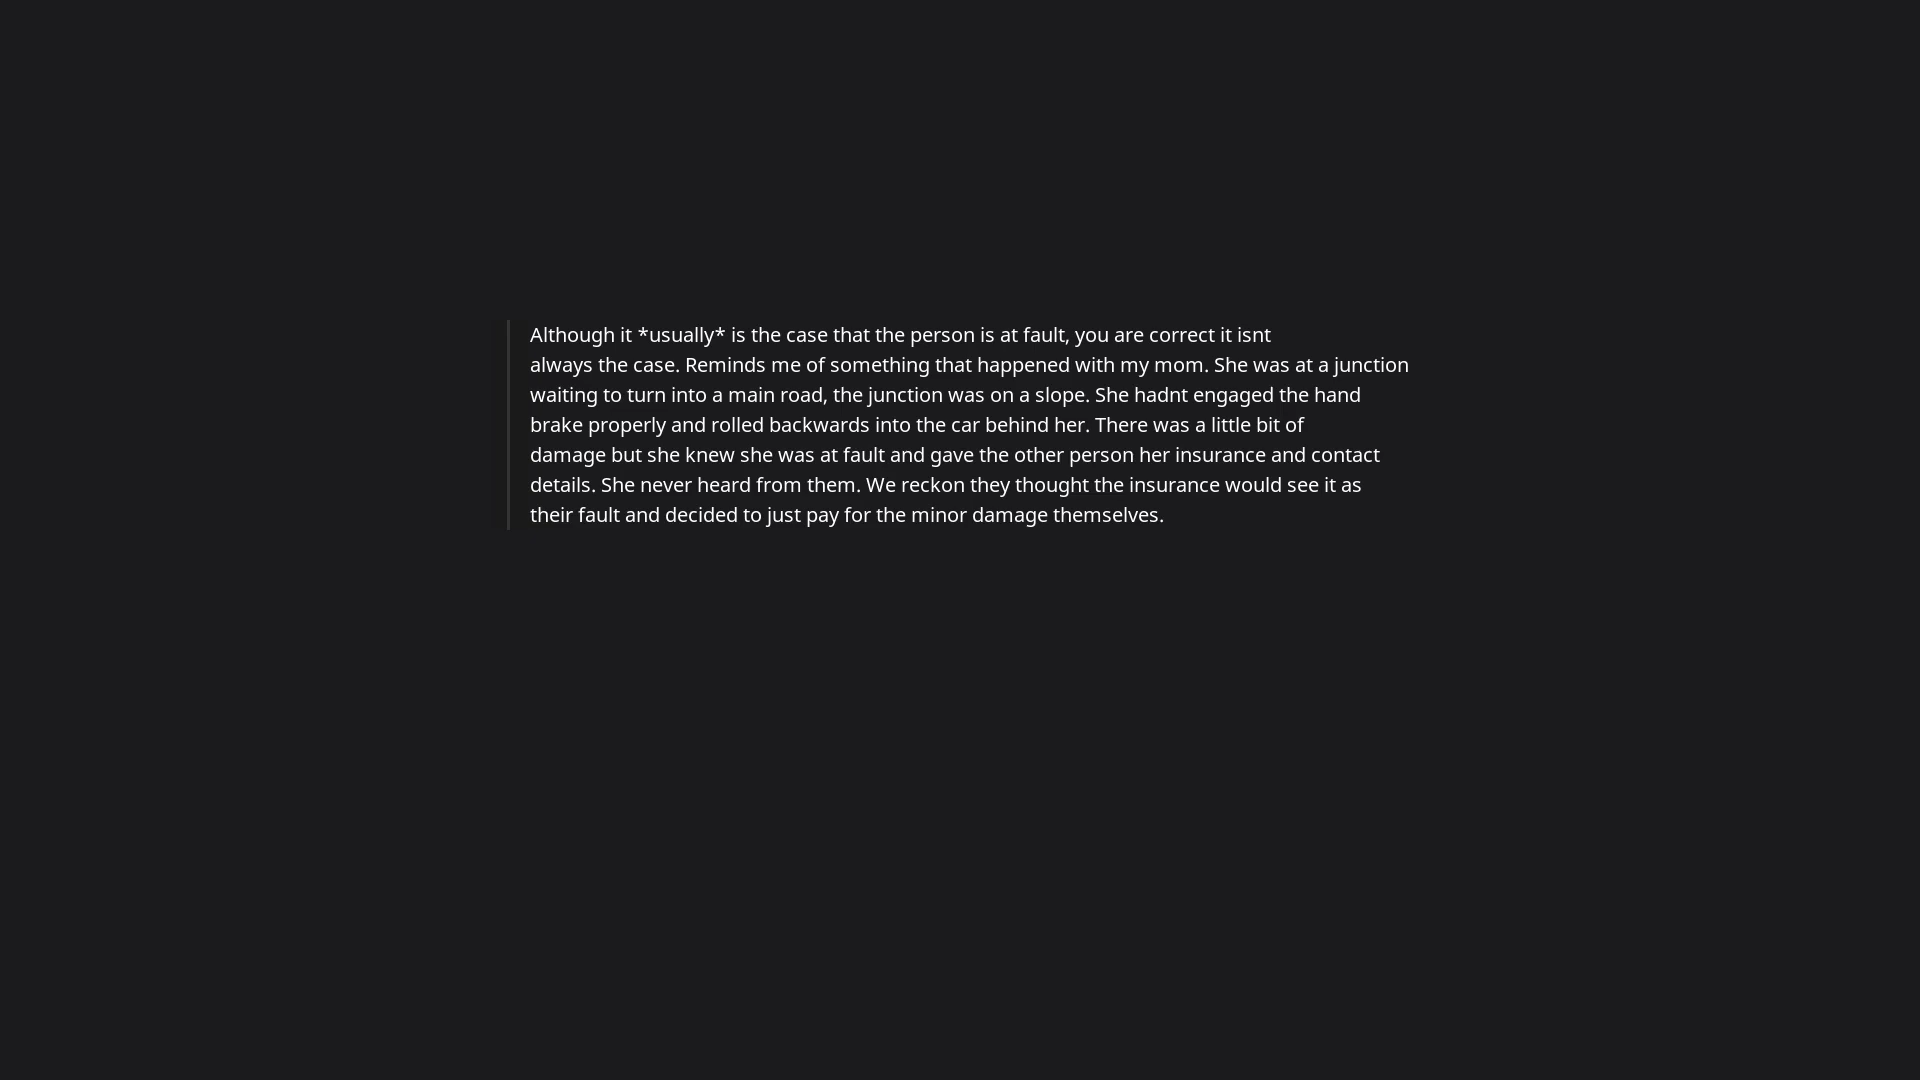 Although it *usually* is the case that the person is at fault, you are correct it isnt
always the case. Reminds me of something that happened with my mom. She was at a junction
waiting to turn into a main road, the junction was on a slope. She hadnt engaged the hand
brake properly and rolled backwards into the car behind her. There was a little bit of
damage but she knew she was at fault and gave the other person her insurance and contact
details. She never heard from them. We reckon they thought the insurance would see it as
their fault and decided to just pay for the minor damage themselves.